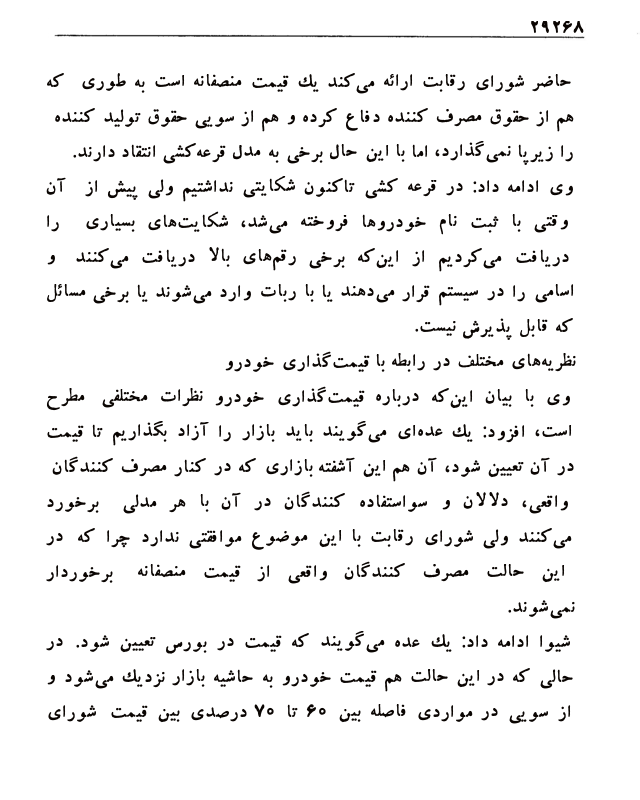 ۲۹۲۶۸
حاضر شورای رقابت ارائه می‌کند یك قیمت منصفانه است به طوری که
هم از حقوق مصرف کننده دفاع کرده و هم از سویی حقوق تولید کننده
را زیرپا نمی‌گذارد، اما با این حال برخی به مدل قرعه‌کشی انتقاد دارند.
وی ادامه داد: در قرعه کشی تاکنون شکایتی نداشتیم ولی پیش از آن
وقتی با ثبت نام خودروها فروخته می‌شد، شکایت‌های بسیاری را
دریافت می‌کردیم از این‌که برخی رقم‌های بالا دریافت می‌کنند و
اسامی را در سیستم قرار می‌دهند یا با ربات وارد می‌شوند یا برخی مسائل
که قابل پذیرش نیست.
نظریه‌های مختلف در رابطه با قیمت‌گذاری خودرو
وی با بیان این‌که درباره قیمت‌گذاری خودرو نظرات مختلفی مطرح
است، افزود: یك عده‌ای می‌گویند باید بازار را آزاد بگذاریم تا قیمت
در آن تعیین شود، آن هم این آشفته بازاری که در کنار مصرف کنندگان
واقعی، دلالان و سواستفاده کنندگان در آن با هر مدلی برخورد
می‌کنند ولی شورای رقابت با این موضوع موافقتی ندارد چرا که در
این حالت مصرف کنندگان واقعی از قیمت منصفانه برخوردار
نمی‌شوند.
شیوا ادامه داد: یك عده می‌گویند که قیمت در بورس تعیین شود. در
حالی که در این حالت هم قیمت خودرو به حاشیه بازار نزدیك می‌شود و
از سویی در مواردی فاصله بین ۶۰ تا ۷۰ درصدی بین قیمت شورای